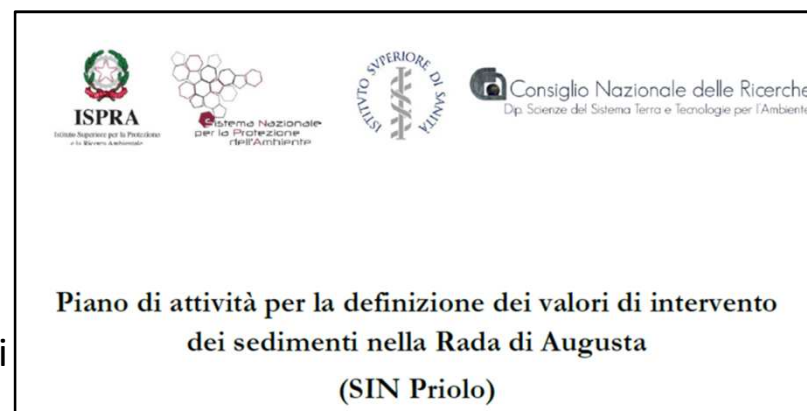 ISPRA
Istituto Superiore per la Protezione
e la Ricerca Ambientale
Sistema Nazionale
per la Protezione
dell'Ambiente
ISTITVTO SVPERIORE DI SANITÀ
Consiglio Nazionale delle Ricerche
Dip. Scienze del Sistema Terra e Tecnologie per l'Ambiente
Piano di attività per la definizione dei valori di intervento
dei sedimenti nella Rada di Augusta
i
(SIN Priolo)